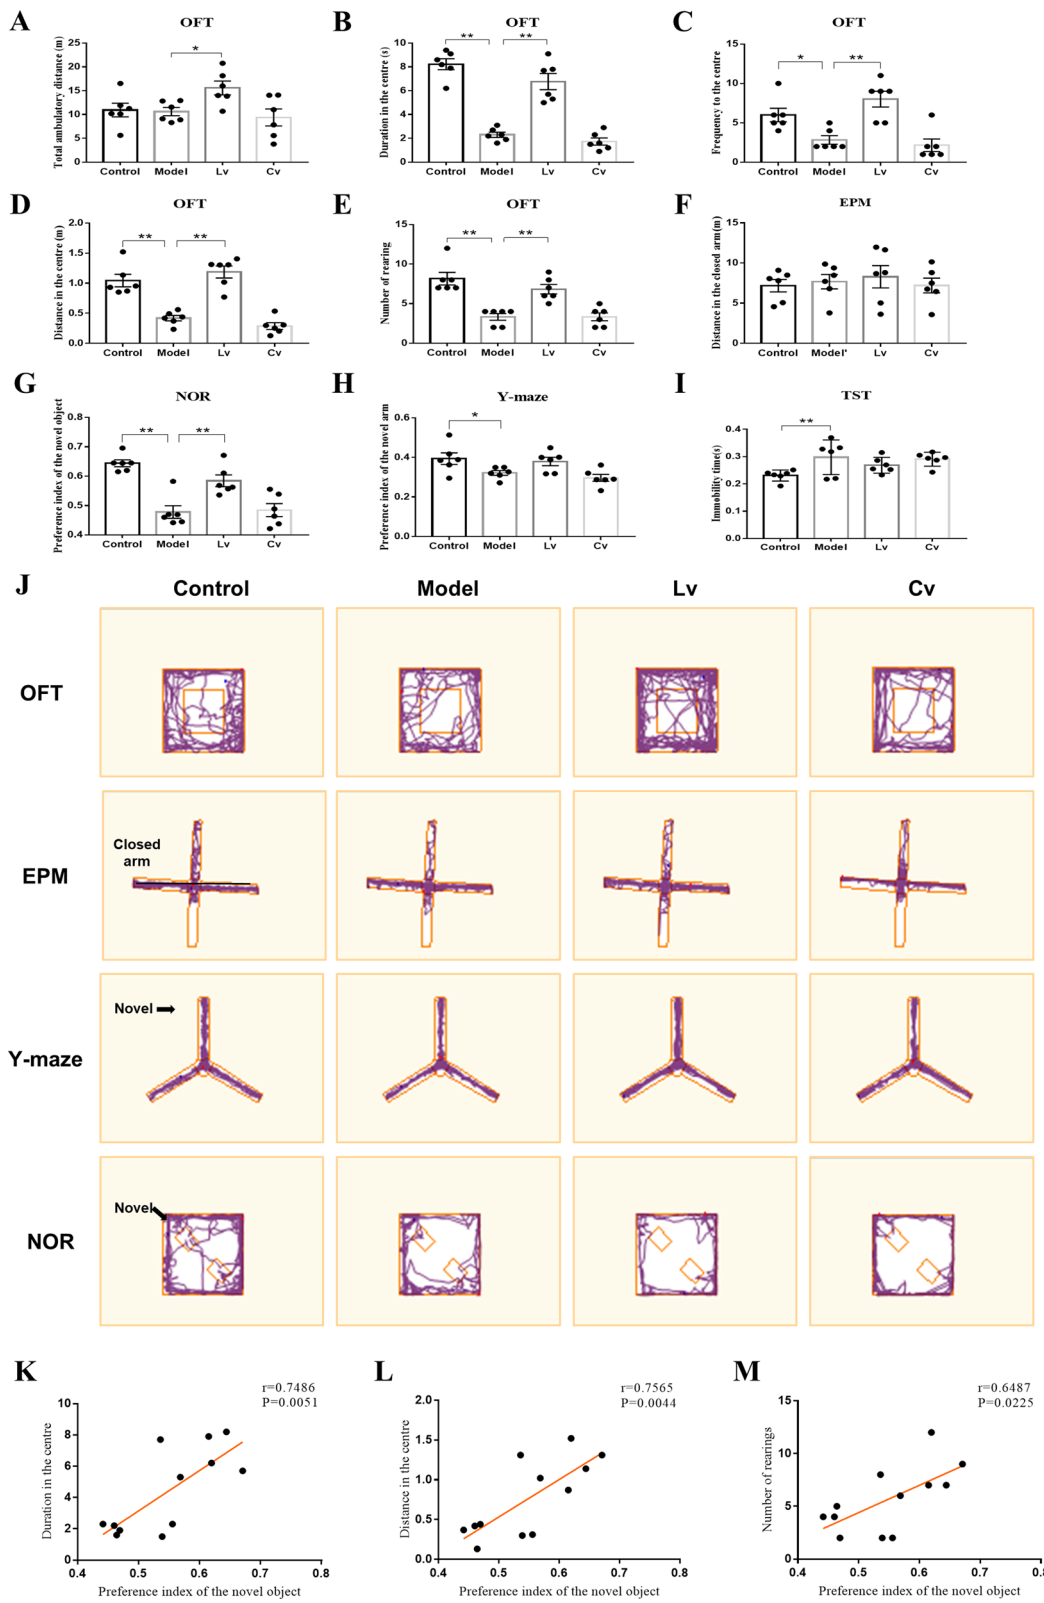 A
OFT
Total ambulatory distance (m)
25
20
15
10
5
0
*
Control Model Lv Cv
B
OFT
Duration in the centre (s)
10
8
6
4
2
0
** **
Control Model Lv Cv
C
OFT
Frequency to the centre
15
10
5
0
* **
Control Model Lv Cv
D
OFT
Distance in the centre (m)
2.0
1.5
1.0
0.5
0.0
** **
Control Model Lv Cv
E
OFT
Number of rearing
15
10
5
0
** **
Control Model Lv Cv
F
EPM
Distance in the closed arm(m)
15
10
5
0
Control Model' Lv Cv
G
NOR
Preference index of the novel object
0.8
0.7
0.6
0.5
0.4
** **
Control Model Lv Cv
H
Y-maze
Preference index of the novel arm
0.6
0.4
0.2
0.0
*
Control Model Lv Cv
I
TST
Immobility time(s)
0.4
0.3
0.2
0.1
0.0
**
Control Model Lv Cv
J
Control Model Lv Cv
OFT
EPM
Closed
arm
Y-maze
Novel
NOR
Novel
K
r=0.7486
P=0.0051
Duration in the centre
10
8
6
4
2
0
0.4 0.5 0.6 0.7 0.8
Preference index of the novel object
L
r=0.7565
P=0.0044
Distance in the centre
2.0
1.5
1.0
0.5
0.0
0.4 0.5 0.6 0.7 0.8
Preference index of the novel object
M
r=0.6487
P=0.0225
Number of rearings
15
10
5
0
0.4 0.5 0.6 0.7 0.8
Preference index of the novel object